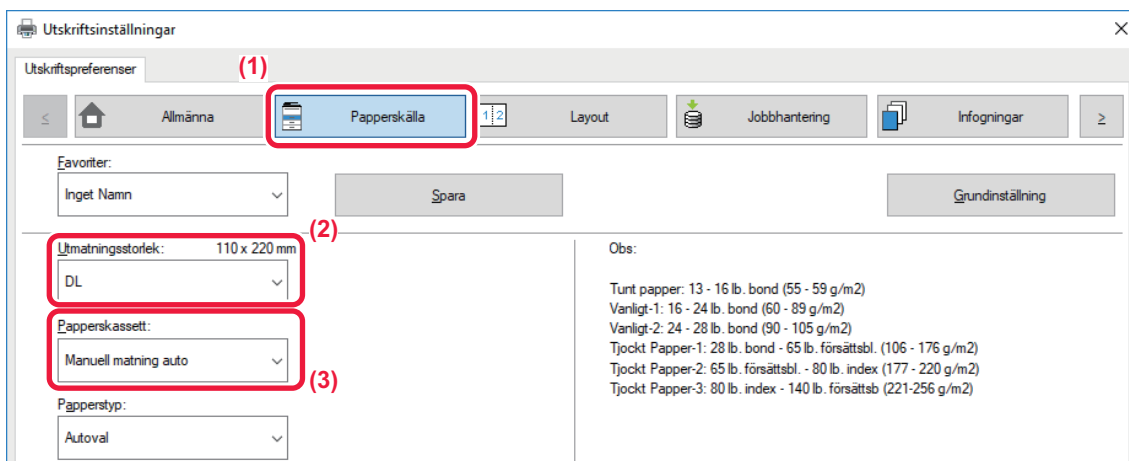 Utskriftsinställningar
Utskriftspreferenser
(1)
<
Allmänna
Papperskälla
1 2
Layout
Jobbhantering
Infogningar
>
Favoriter:
Inget Namn
Spara
Grundinställning
(2)
Utmatningsstorlek: 110 x 220 mm
DL
Papperskassett:
Manuell matning auto
(3)
Papperstyp:
Autoval
Obs:
Tunt papper: 13 - 16 lb. bond (55 - 59 g/m2)
Vanligt-1: 16 - 24 lb. bond (60 - 89 g/m2)
Vanligt-2: 24 - 28 lb. bond (90 - 105 g/m2)
Tjockt Papper-1: 28 lb. bond - 65 lb. försättsbl. (106 - 176 g/m2)
Tjockt Papper-2: 65 lb. försättsbl. - 80 lb. index (177 - 220 g/m2)
Tjockt Papper-3: 80 lb. index - 140 lb. försättsb (221-256 g/m2)